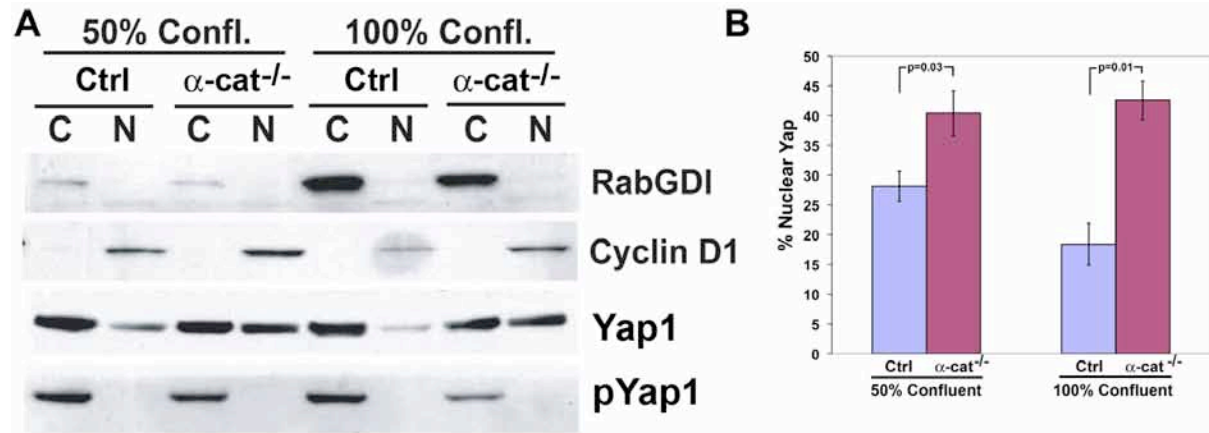 A
50% Confl.
100% Confl.
Ctrl
α-cat-/-
Ctrl
α-cat-/-
C N C N C N C N
RabGDI
Cyclin D1
Yap1
pYap1
B
% Nuclear Yap
50
45
40
35
30
25
20
15
10
5
0
p=0.03
p=0.01
Ctrl α-cat-/- Ctrl α-cat-/-
50% Confluent 100% Confluent